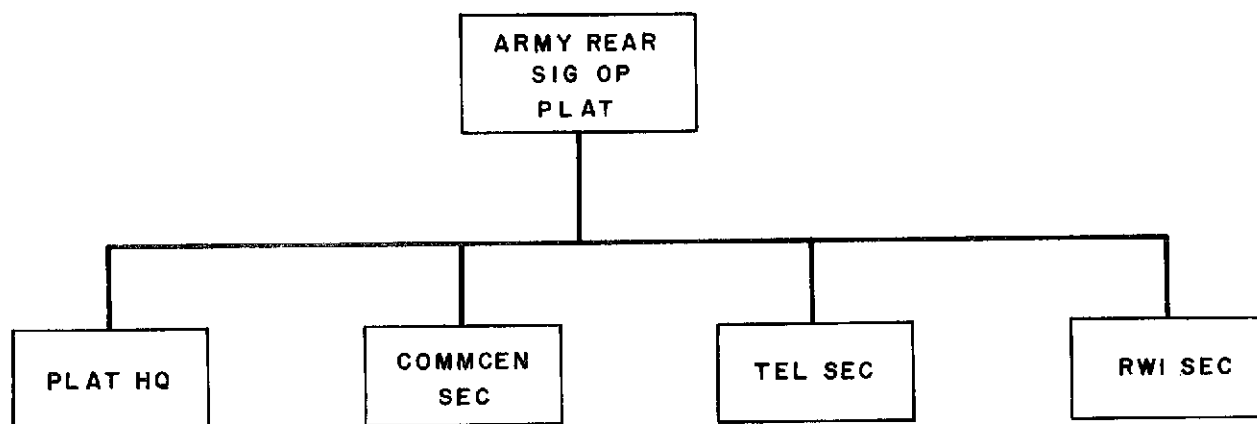 ARMY REAR
SIG OP
PLAT
PLAT HQ
COMMCEN
SEC
TEL SEC
RWI SEC